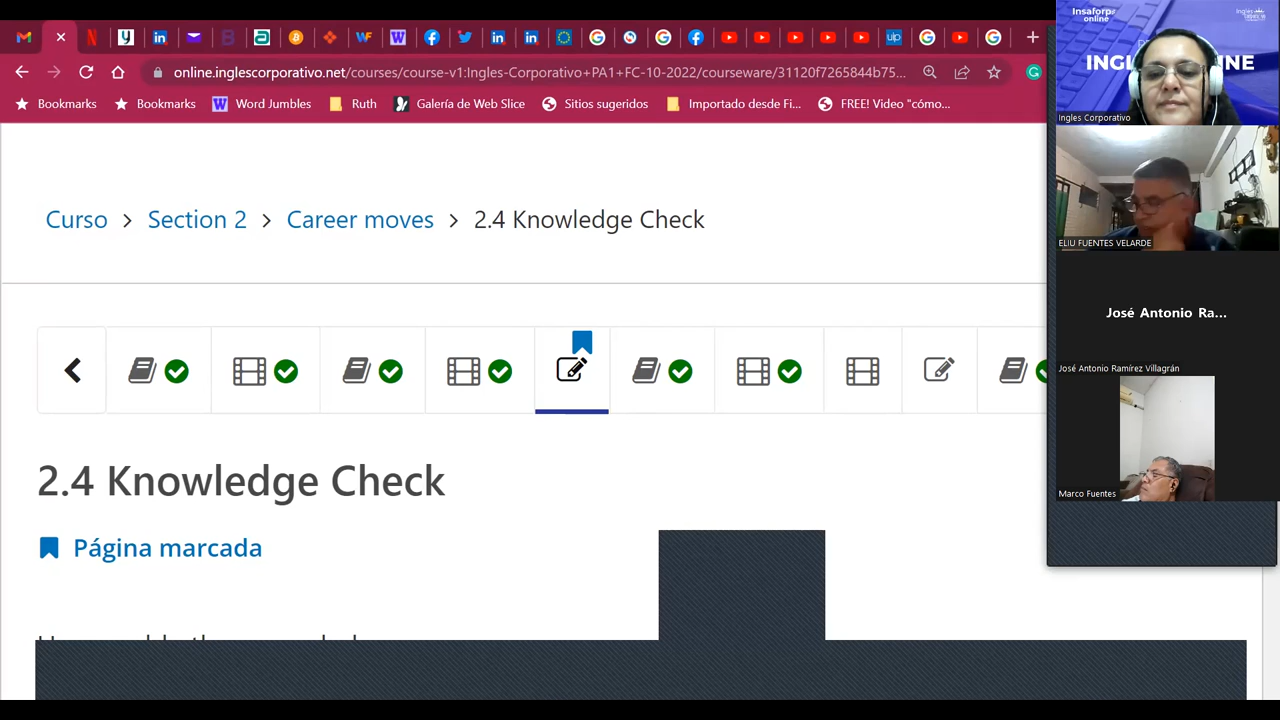 online.inglescorporativo.net/courses/course-v1:Ingles-Corporativo+PA1+FC-10-2022/courseware/31120f7265844b75...
Bookmarks
Bookmarks
Word Jumbles
Ruth
Galería de Web Slice
Sitios sugeridos
Importado desde Fi...
FREE! Video "cómo...
Curso > Section 2 > Career moves > 2.4 Knowledge Check
2.4 Knowledge Check
Página marcada
Insaforp
online
Ingles Corporativo
ELIU FUENTES VELARDE
José Antonio Ra...
José Antonio Ramírez Villagrán
Marco Fuentes